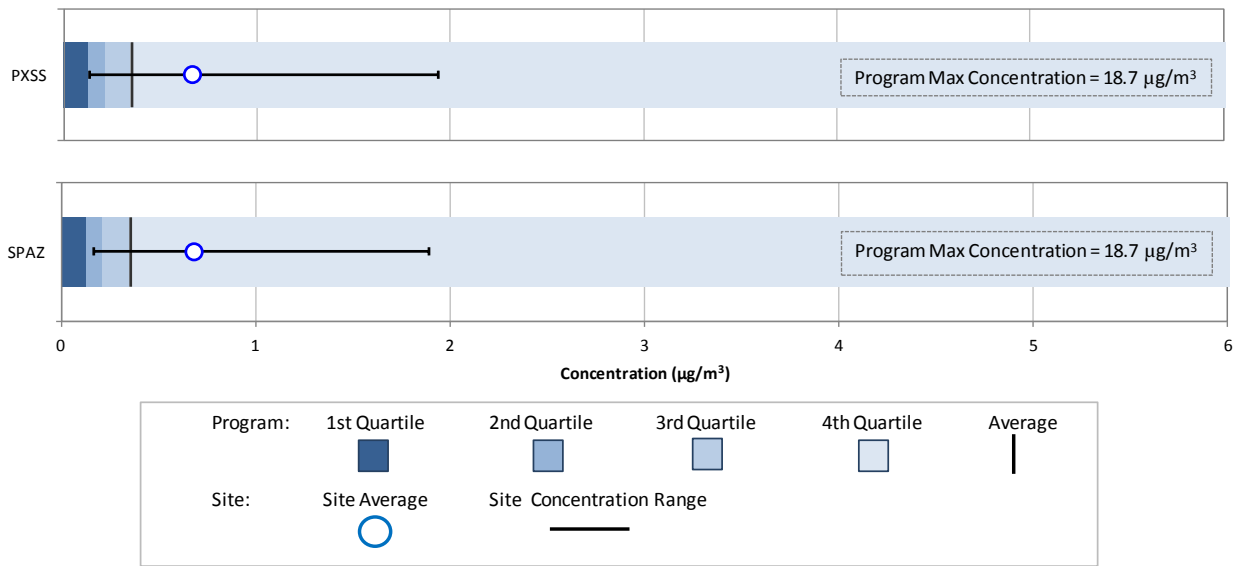 PXSS
Program Max Concentration = 18.7 µg/m³
SPAZ
Program Max Concentration = 18.7 µg/m³
0 1 2 3 4 5 6
Concentration (µg/m³)
Program: 1st Quartile 2nd Quartile 3rd Quartile 4th Quartile Average
Site: Site Average Site Concentration Range